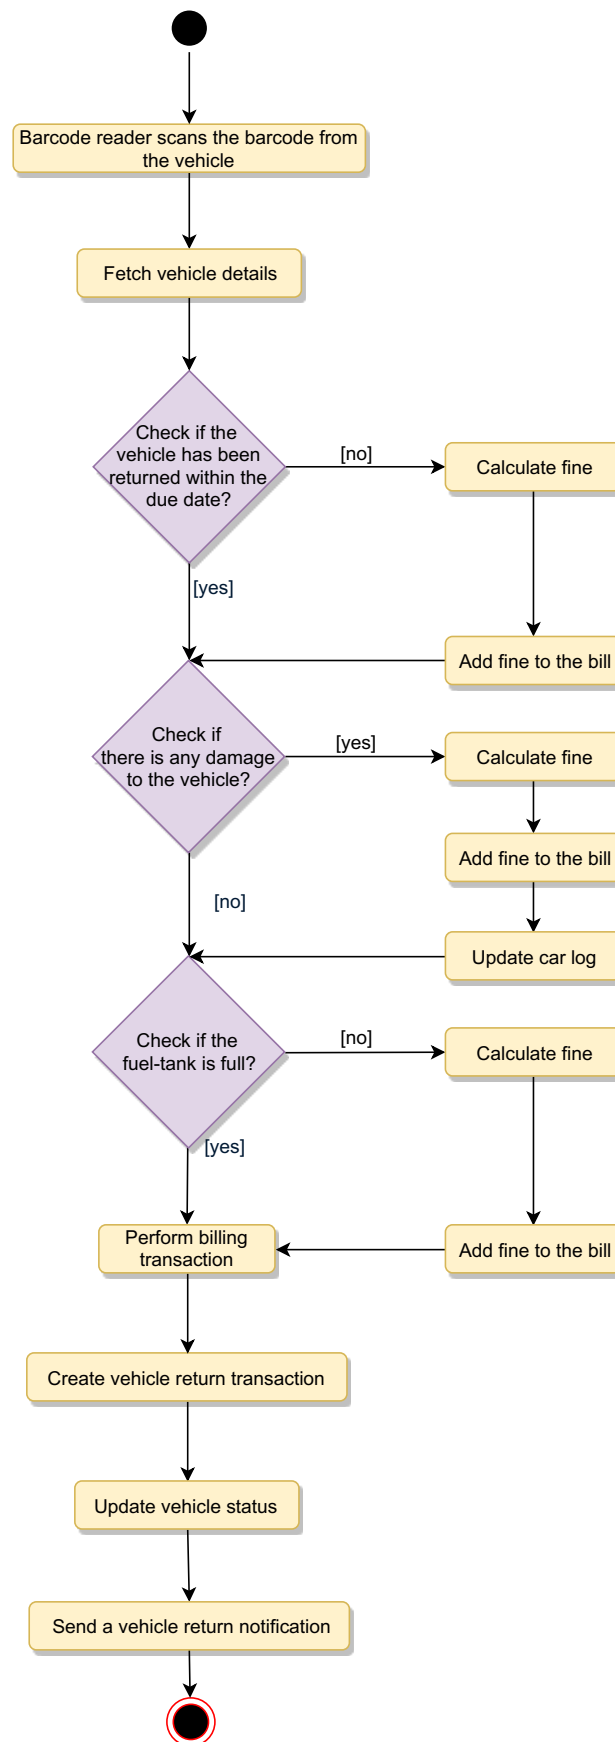 Barcode reader scans the barcode from
the vehicle
Fetch vehicle details
Check if the
vehicle has been
returned within the
due date?
[no]
Calculate fine
[yes]
Add fine to the bill
Check if
there is any damage
to the vehicle?
[yes]
Calculate fine
Add fine to the bill
[no]
Update car log
Check if the
fuel-tank is full?
[no]
Calculate fine
[yes]
Perform billing
transaction
Add fine to the bill
Create vehicle return transaction
Update vehicle status
Send a vehicle return notification